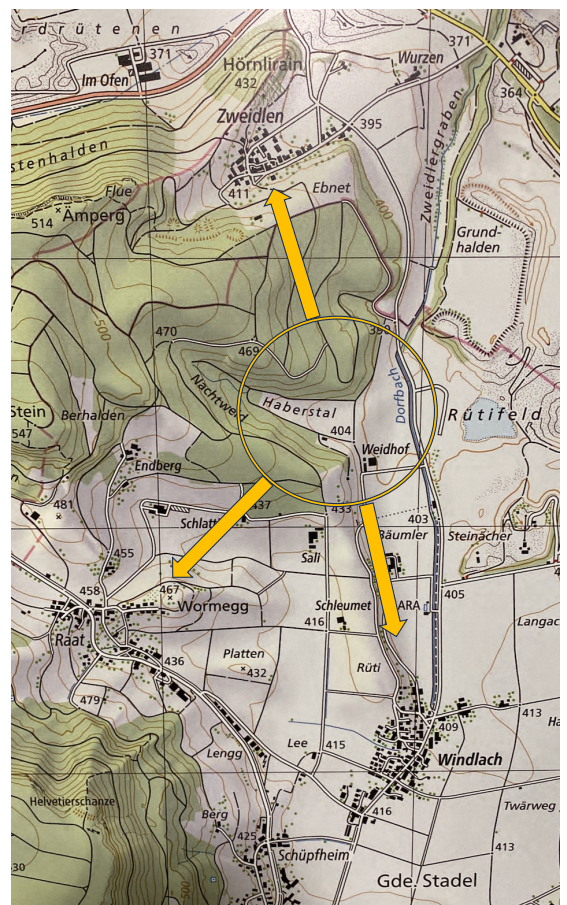 rdrütenen
371
371
Hörnlirain
432
Wurzen
Im Ofen
364
Zweidlen
395
Zweidlergraben
stenhalden
Flue
Ebnet
411
400
514
Ämperg
Grund-
halden
500
470
469
Nachtweid
Haberstal
Dorfbach
Rütifeld
Stein
Berhalden
404
547
Weidhof
Endberg
481
437
433
403
Schlatt
Bäumler
Steinacher
455
Sali
458
467
405
Wormegg
Schleumet
ARA
416
Raat
Langac
Platten
436
432
Rüti
479
413
409
Lee
415
Lengg
Windlach
Helvetierschanze
Twärweg
Berg
416
425
413
Schüpfheim
30
Gde. Stadel